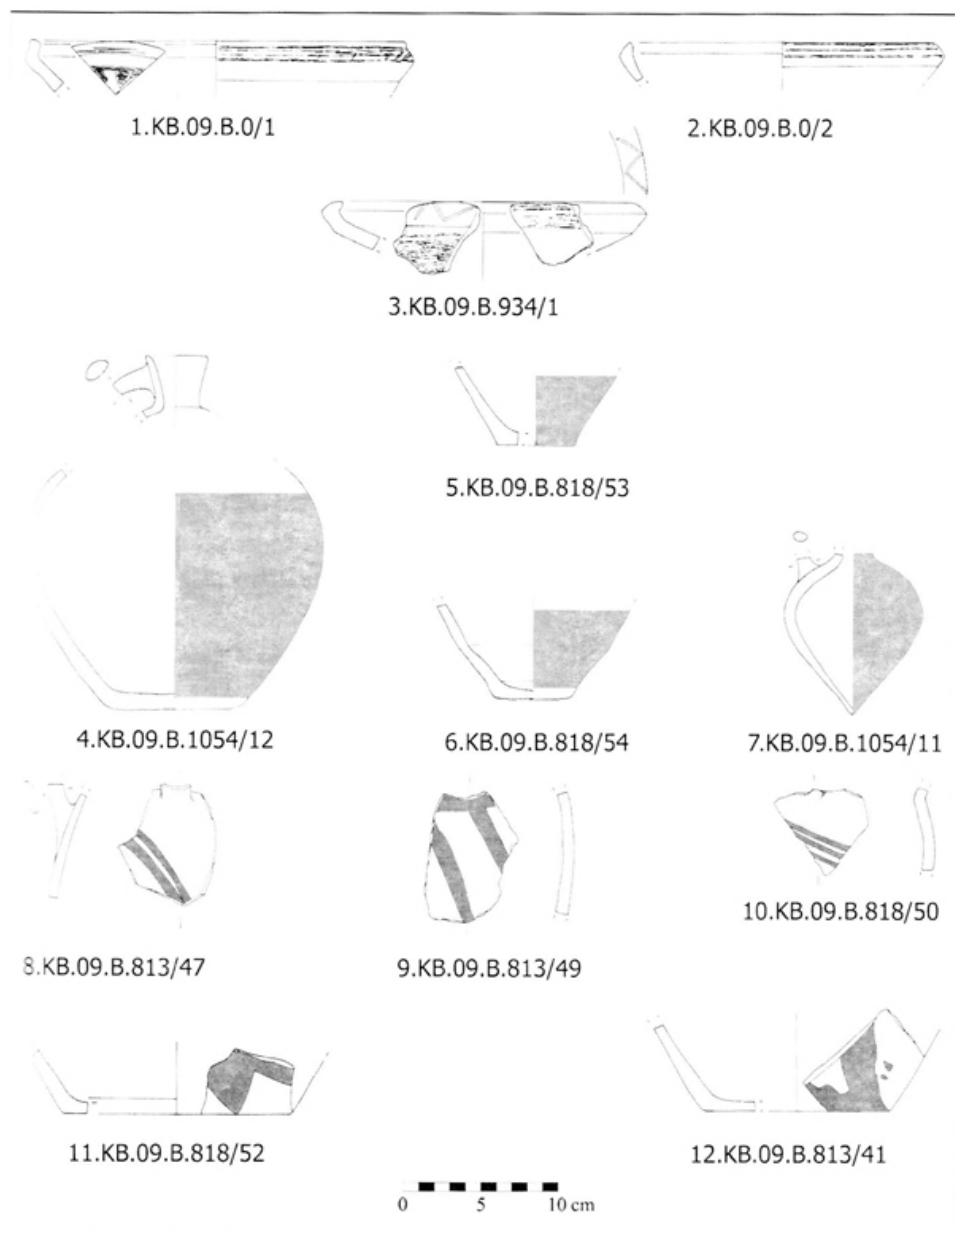 1.KB.09.B.0/1
2.KB.09.B.0/2
3.KB.09.B.934/1
5.KB.09.B.818/53
4.KB.09.B.1054/12
6.KB.09.B.818/54
7.KB.09.B.1054/11
8.KB.09.B.813/47
9.KB.09.B.813/49
10.KB.09.B.818/50
11.KB.09.B.818/52
12.KB.09.B.813/41
0 5 10 cm